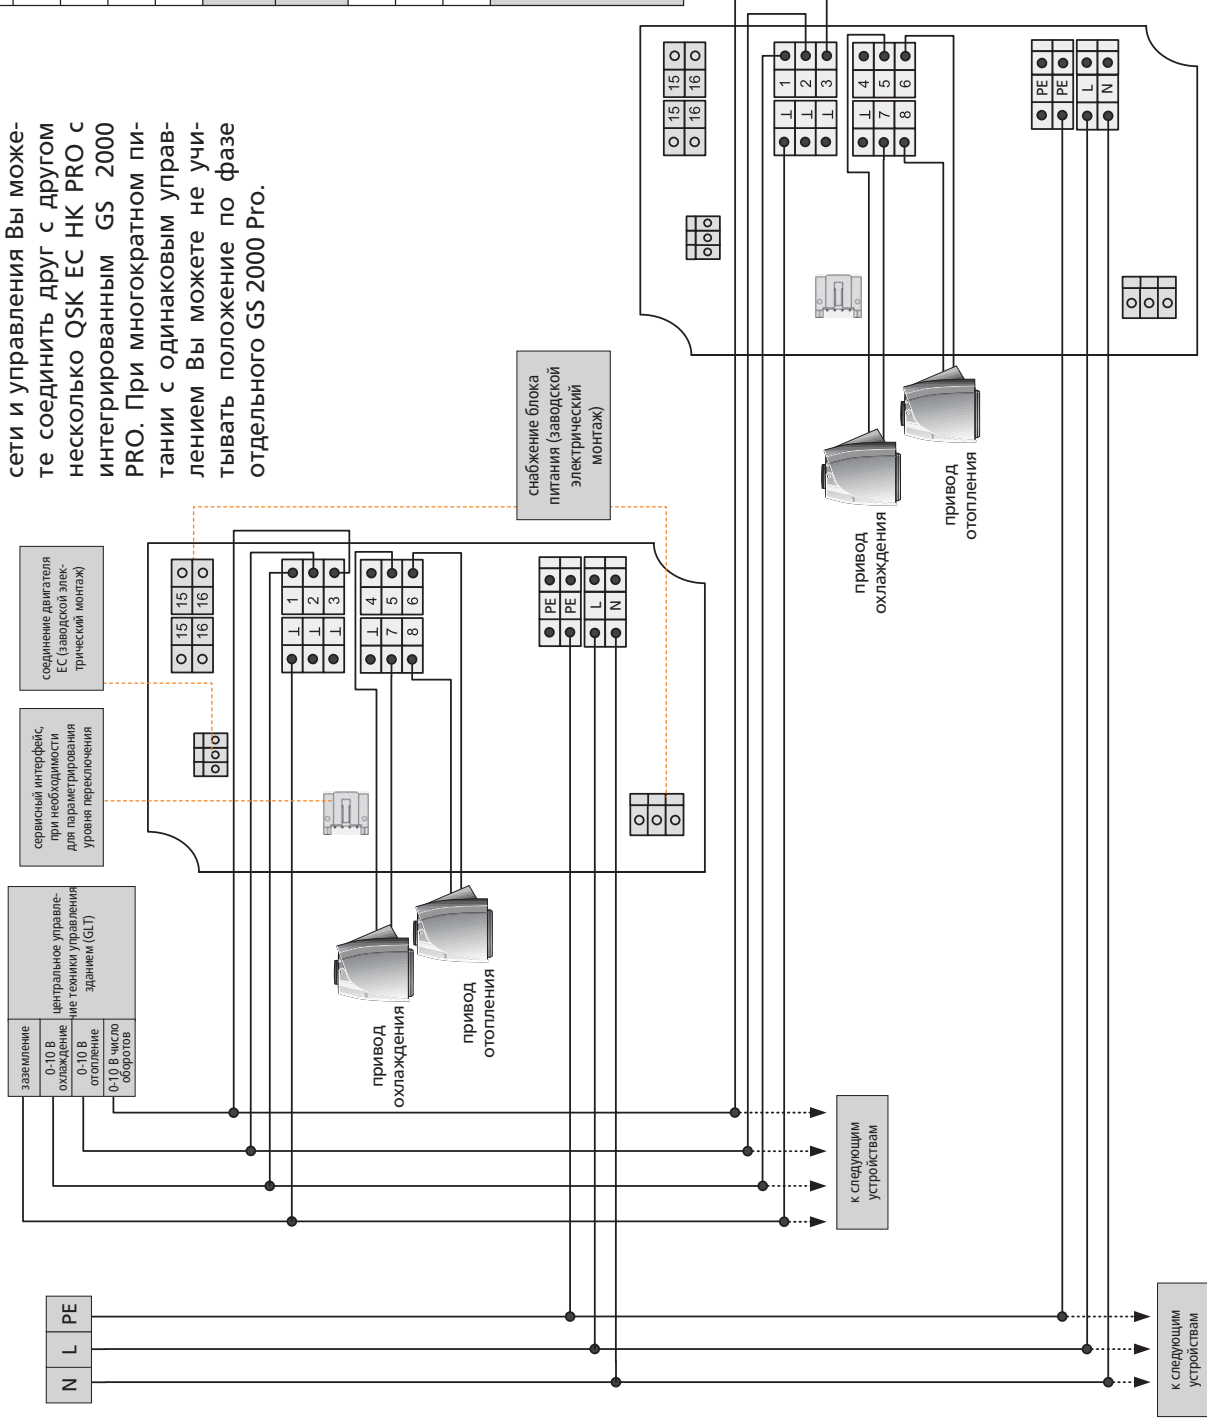 сети и управления Вы може-
те соединить друг с другом
несколько QSK EC HK PRO с
интегрированным GS 2000
PRO. При многократном пи-
тании с одинаковым управ-
лением Вы можете не учи-
тывать положение по фазе
отдельного GS 2000 Pro.
соединение двигателя
EC (заводской элек-
трический монтаж)
сервисный интерфейс,
при необходимости
для параметрирования
уровня переключения
центральное управле-
ние техники управления
зданием (GLT)
заземление
0-10 В
охлаждение
0-10 В
отопление
0-10 В число
оборотов
снабжение блока
питания (заводской
электрический
монтаж)
15 15
16 16
⊥ 1
⊥ 2
⊥ 3
⊥ 4
7 5
8 6
PE
PE
L
N
привод
охлаждения
привод
отопления
15 15
16 16
⊥ 1
⊥ 2
⊥ 3
⊥ 4
7 5
8 6
PE
PE
L
N
привод
охлаждения
привод
отопления
к следующим
устройствам
N L PE
к следующим
устройствам